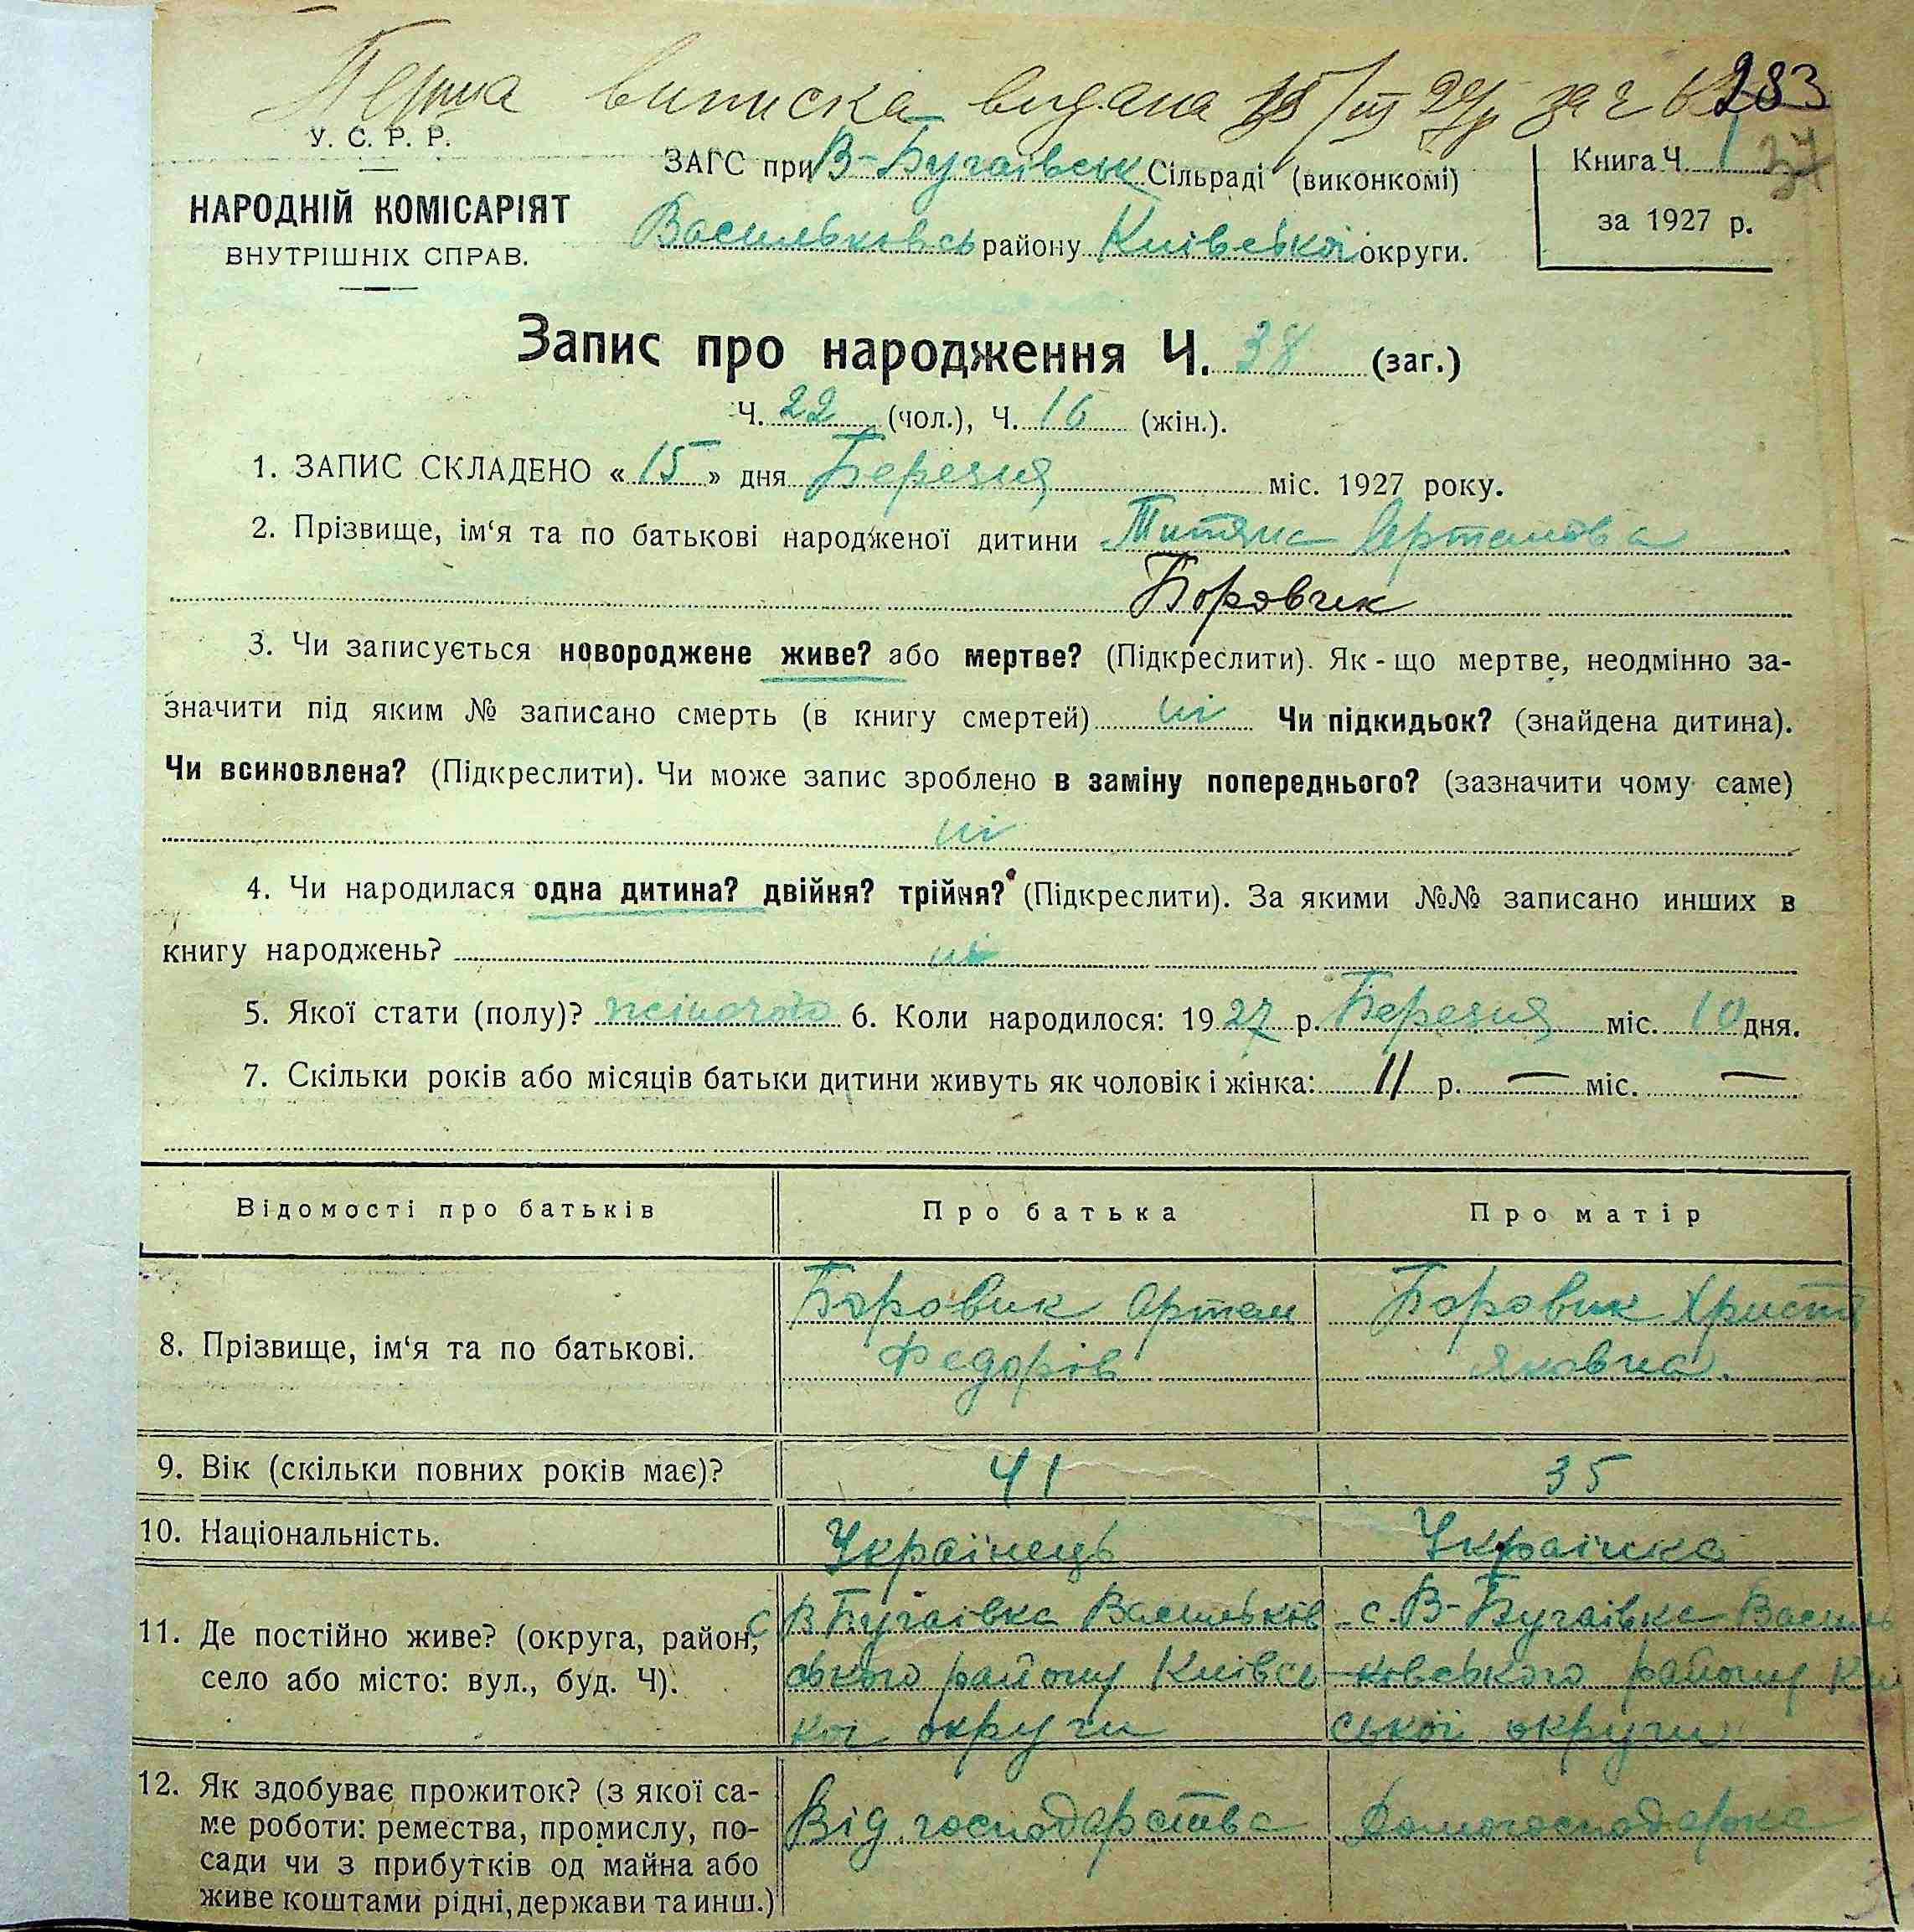 Перша виписка видана 15/III 27р за ч
283
У. С. Р. Р.
НАРОДНІЙ КОМІСАРІЯТ
ВНУТРІШНІХ СПРАВ.
ЗАГС при В-Бугаївськ Сільраді (виконкомі)
Васильковсь району Київської округи.
Книга Ч. 1
37
за 1927 р.
Запис про народження Ч. 38 (заг.)
Ч. 22 (чол.), Ч. 16 (жін.).
1. ЗАПИС СКЛАДЕНО « 15 » дня Березня міс. 1927 року.
2. Прізвище, ім‘я та по батькові народженої дитини Титяна Артемовна
Боровик
3. Чи записується новороджене живе? або мертве? (Підкреслити). Як-що мертве, неодмінно за-
значити під яким № записано смерть (в книгу смертей) ні Чи підкидьок? (знайдена дитина).
Чи всиновлена? (Підкреслити). Чи може запис зроблено в заміну попереднього? (зазначити чому саме)
ні
4. Чи народилася одна дитина? двійня? трійня? (Підкреслити). За якими №№ записано инших в
книгу народжень? ні
5. Якої стати (полу)? жіночого 6. Коли народилося: 1927 р. Березня міс. 10 дня.
7. Скільки років або місяців батьки дитини живуть як чоловік і жінка: 11 р. — міс. —
Відомості про батьків Про батька Про матір
8. Прізвище, ім‘я та по батькові.
Боровик Артем
Федорів
Боровик Христя
Яковна.
9. Вік (скільки повних років має)? 41 35
10. Національність. Українець Українка
11. Де постійно живе? (округа, район,
село або місто: вул., буд. Ч).
с В Бугаівка Васильків
ського району Київсь
кої округи
с. В-Бугаівка Василь
ковського району Киі
ської округи
12. Як здобуває прожиток? (з якої са-
ме роботи: ремества, промислу, по-
сади чи з прибутків од майна або
живе коштами рідні, держави та инш.)
Від господарства
Домогосподарка